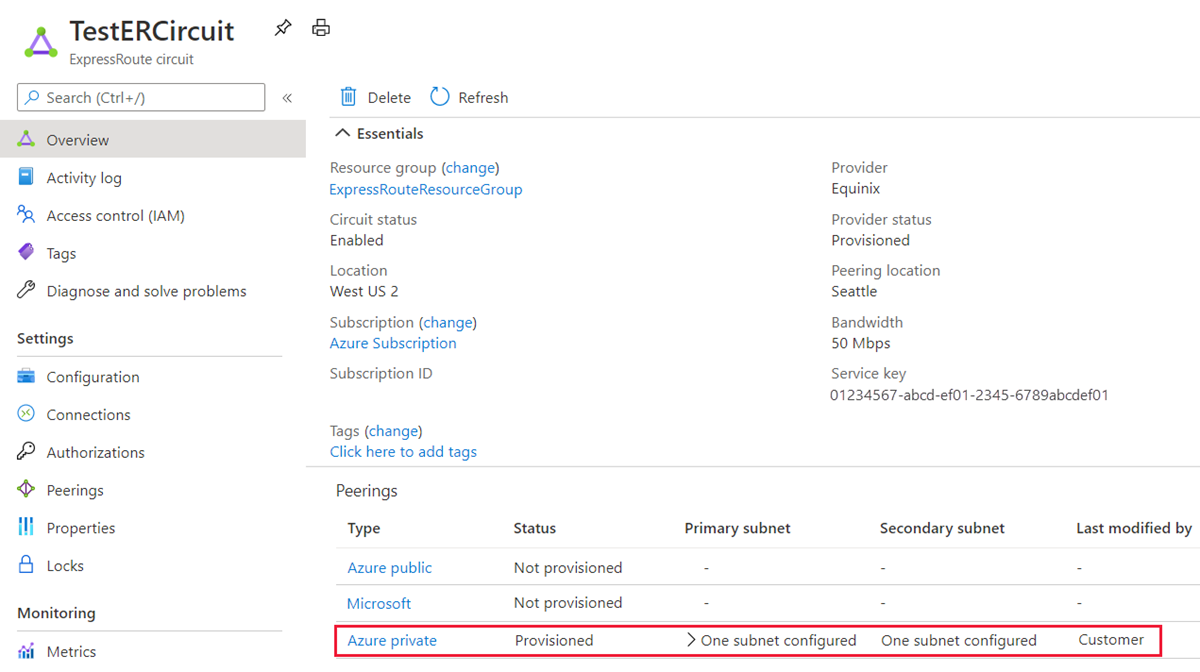 TestERCircuit
ExpressRoute circuit
Search (Ctrl+/)
«
Overview
Activity log
Access control (IAM)
Tags
Diagnose and solve problems
Settings
Configuration
Connections
Authorizations
Peerings
Properties
Locks
Monitoring
Metrics
Delete Refresh
Essentials
Resource group (change)
ExpressRouteResourceGroup
Circuit status
Enabled
Location
West US 2
Subscription (change)
Azure Subscription
Subscription ID
Tags (change)
Click here to add tags
Provider
Equinix
Provider status
Provisioned
Peering location
Seattle
Bandwidth
50 Mbps
Service key
01234567-abcd-ef01-2345-6789abcdef01
Peerings
Type Status Primary subnet Secondary subnet Last modified by
Azure public Not provisioned - - -
Microsoft Not provisioned - - -
Azure private Provisioned One subnet configured One subnet configured Customer